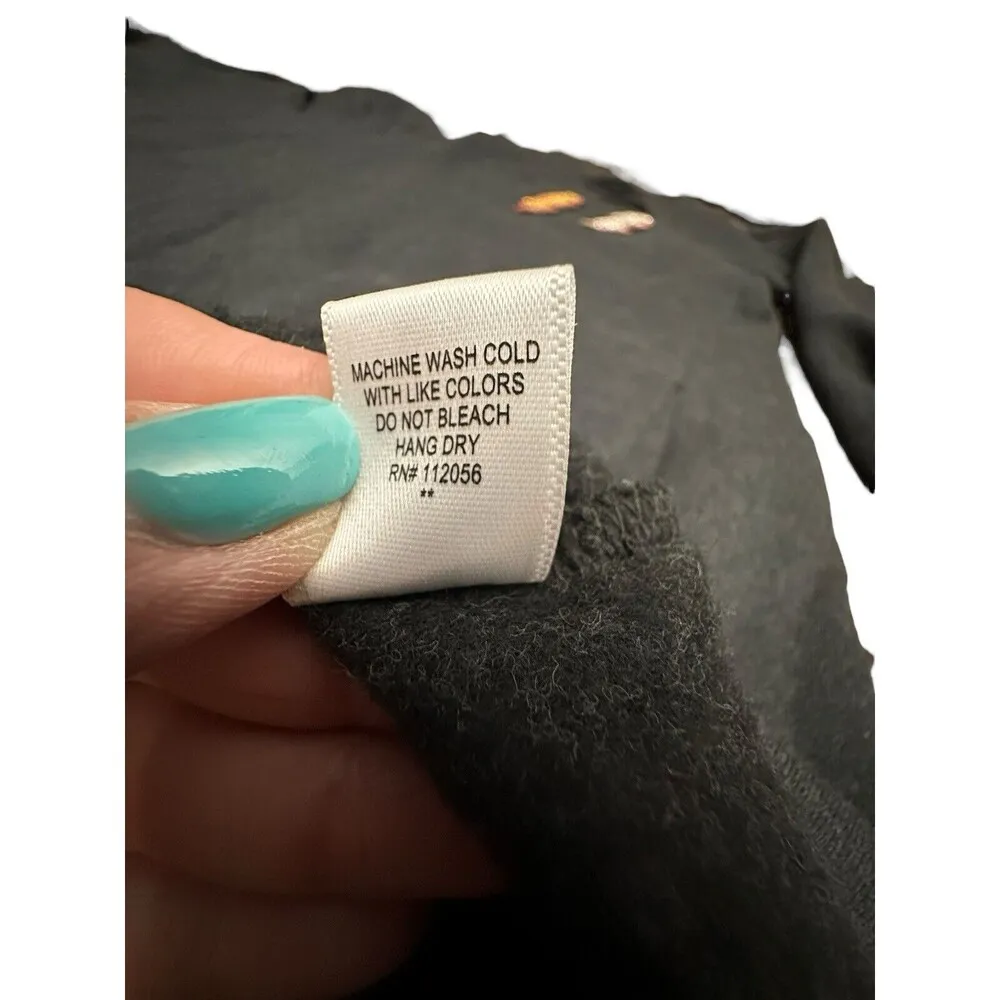 MACHINE WASH COLD
WITH LIKE COLORS
DO NOT BLEACH
HANG DRY
RN# 112056
**